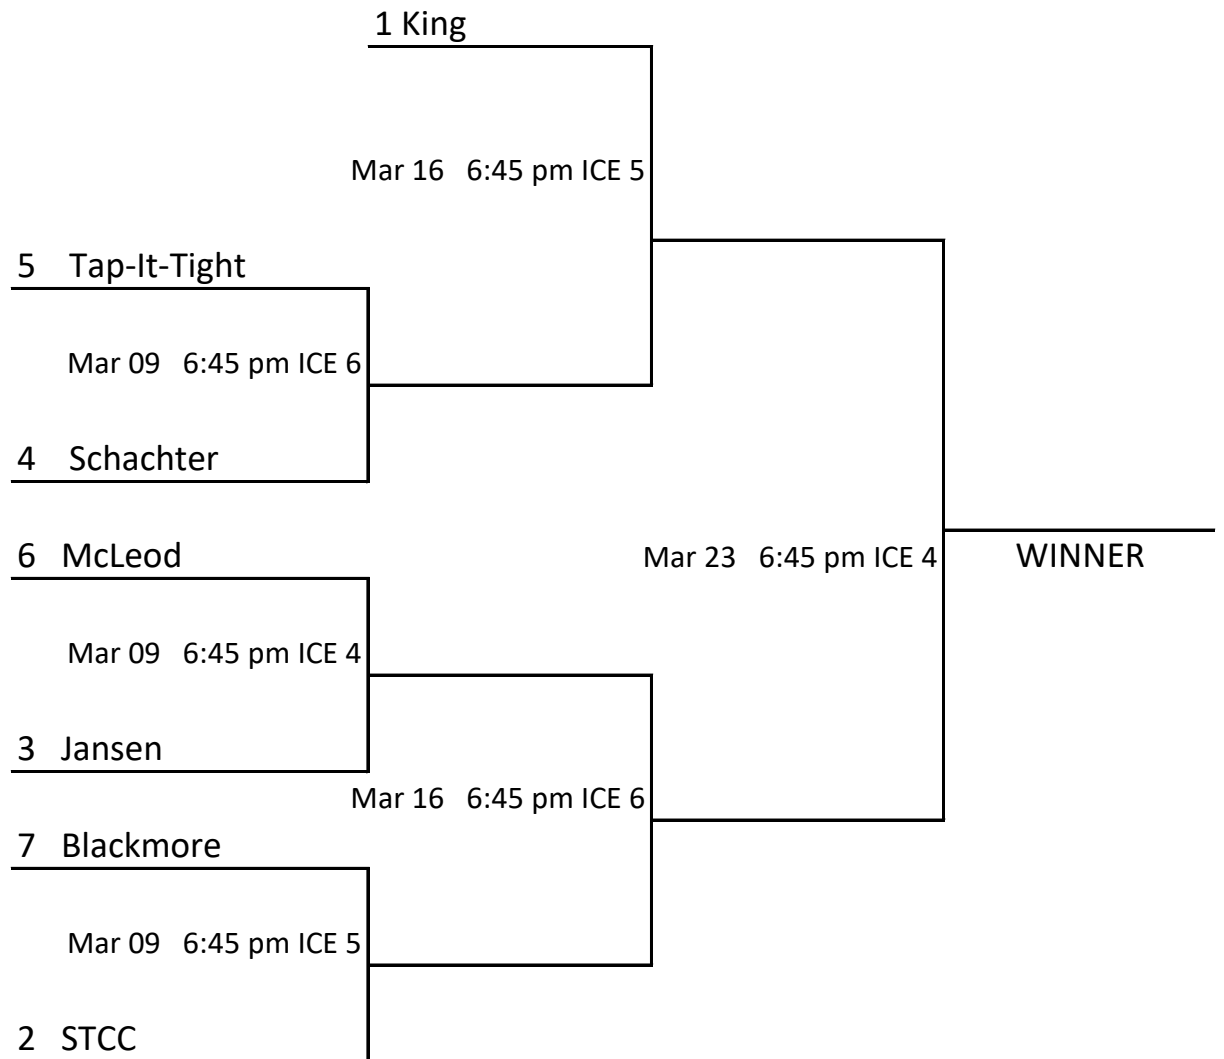 1 King
Mar 16 6:45 pm ICE 5
5 Tap-It-Tight
Mar 09 6:45 pm ICE 6
4 Schachter
6 McLeod
Mar 23 6:45 pm ICE 4
WINNER
Mar 09 6:45 pm ICE 4
3 Jansen
Mar 16 6:45 pm ICE 6
7 Blackmore
Mar 09 6:45 pm ICE 5
2 STCC